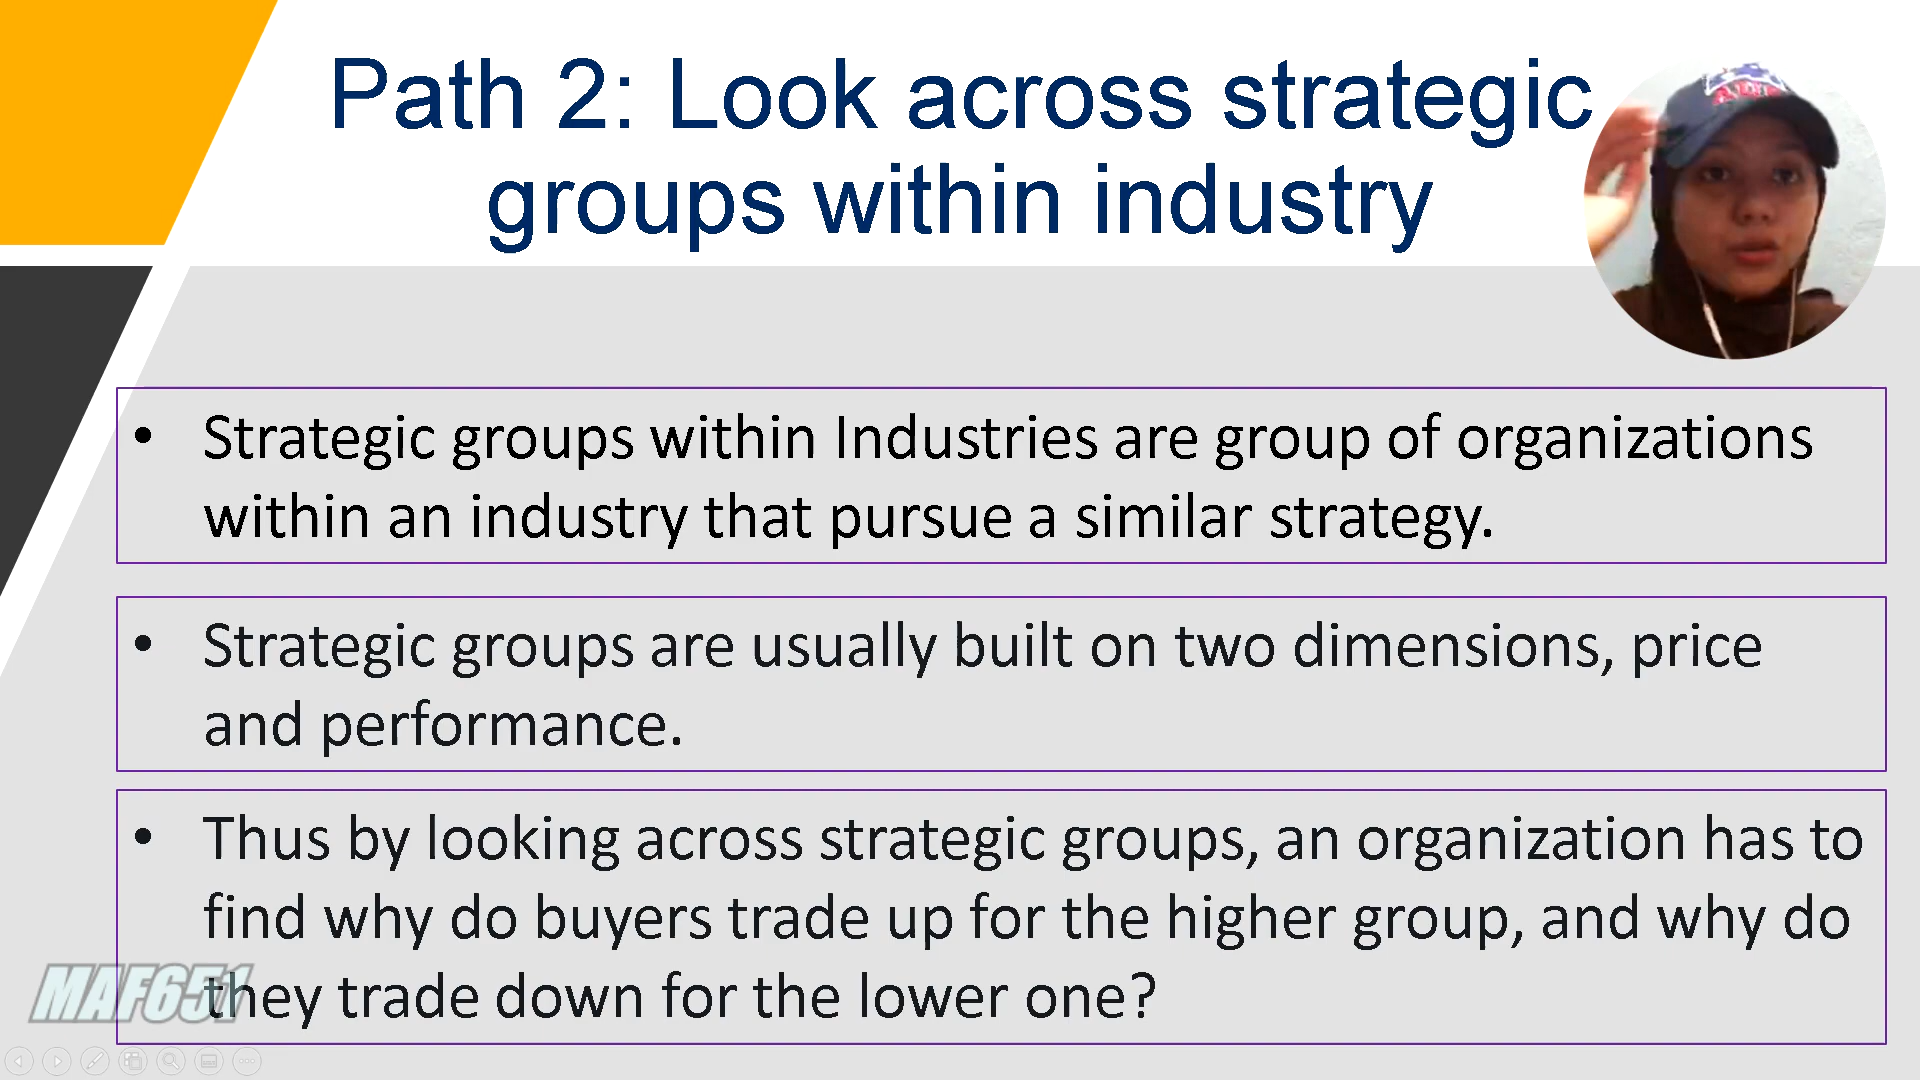 Path 2: Look across strategic
groups within industry
• Strategic groups within Industries are group of organizations
within an industry that pursue a similar strategy.
• Strategic groups are usually built on two dimensions, price
and performance.
• Thus by looking across strategic groups, an organization has to
find why do buyers trade up for the higher group, and why do
they trade down for the lower one?
MAF651